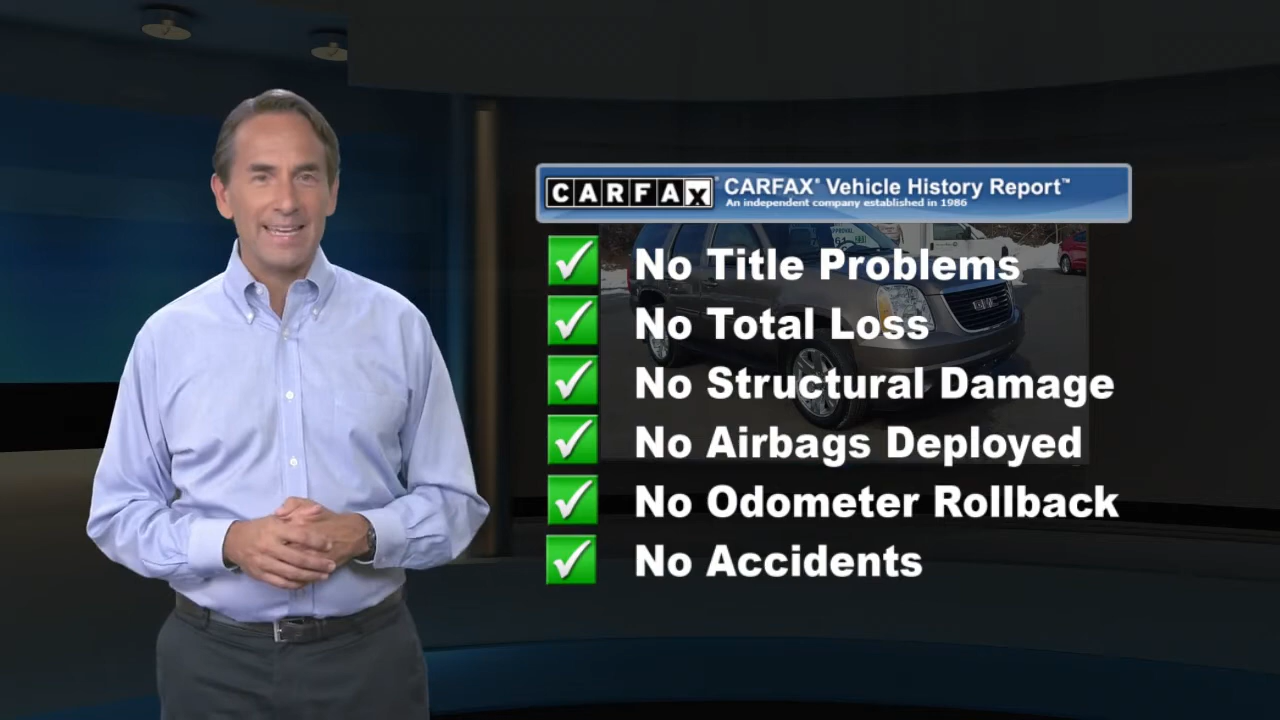 CARFAX® CARFAX® Vehicle History Report™
An independent company established in 1986
No Title Problems
No Total Loss
No Structural Damage
No Airbags Deployed
No Odometer Rollback
No Accidents
GMC